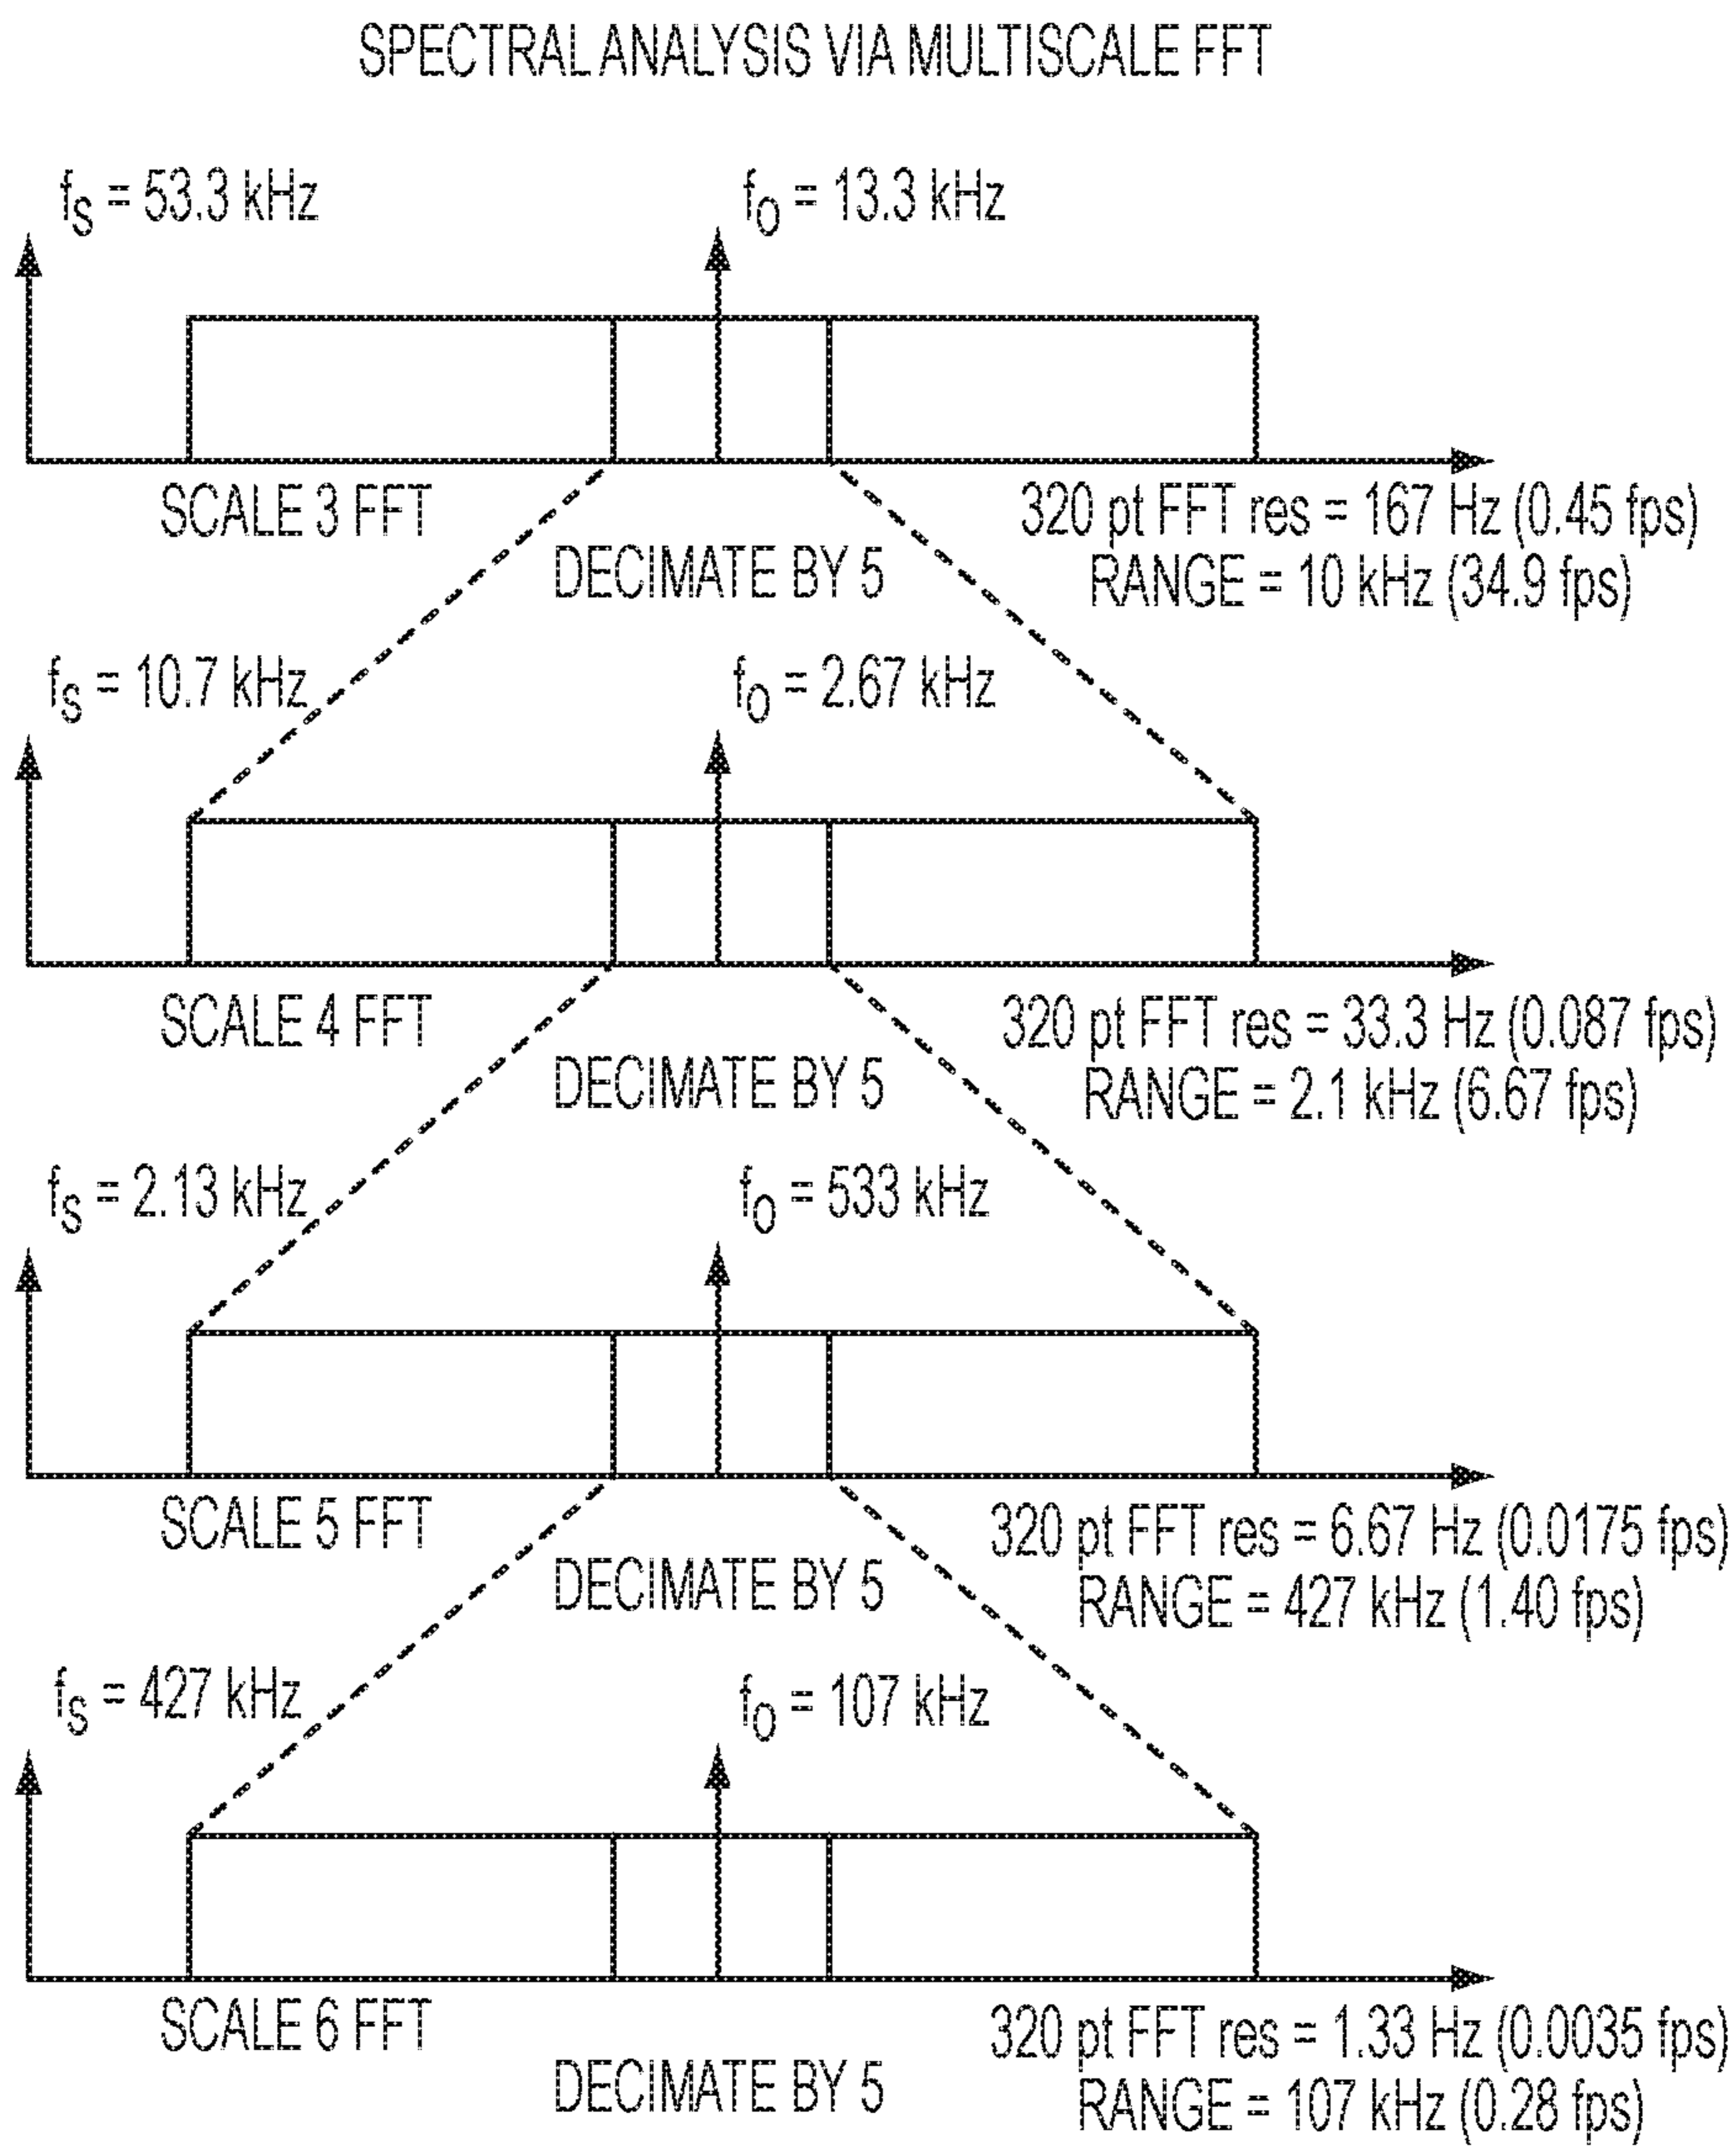 SPECTRAL ANALYSIS VIA MULTISCALE FFT
fS = 53.3 kHz
fO = 13.3 kHz
SCALE 3 FFT
320 pt FFT res = 167 Hz (0.45 fps)
DECIMATE BY 5
RANGE = 10 kHz (34.9 fps)
fS = 10.7 kHz
fO = 2.67 kHz
SCALE 4 FFT
320 pt FFT res = 33.3 Hz (0.087 fps)
DECIMATE BY 5
RANGE = 2.1 kHz (6.67 fps)
fS = 2.13 kHz
fO = 533 kHz
SCALE 5 FFT
320 pt FFT res = 6.67 Hz (0.0175 fps)
DECIMATE BY 5
RANGE = 427 kHz (1.40 fps)
fS = 427 kHz
fO = 107 kHz
SCALE 6 FFT
320 pt FFT res = 1.33 Hz (0.0035 fps)
DECIMATE BY 5
RANGE = 107 kHz (0.28 fps)